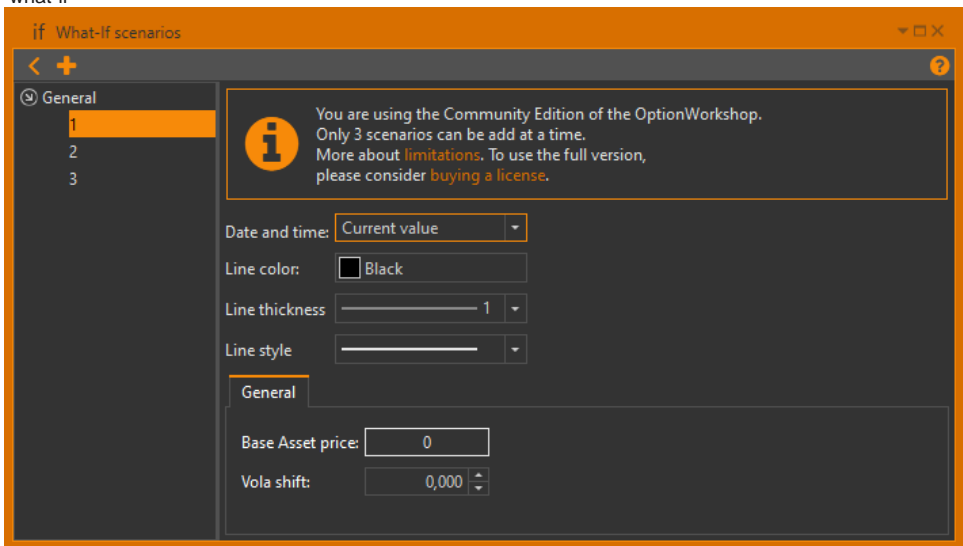 what-if
if What-If scenarios
General
1
2
3
You are using the Community Edition of the OptionWorkshop.
Only 3 scenarios can be add at a time.
More about limitations. To use the full version,
please consider buying a license.
Date and time: Current value
Line color: Black
Line thickness 1
Line style
General
Base Asset price: 0
Vola shift: 0,000